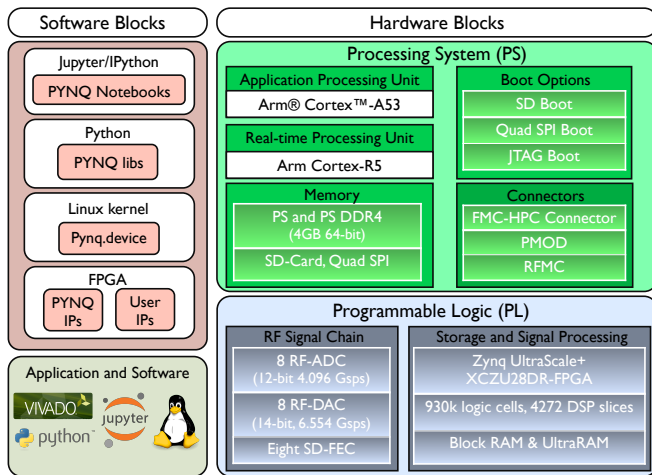 Software Blocks
Jupyter/IPython
PYNQ Notebooks
Python
PYNQ libs
Linux kernel
Pynq.device
FPGA
PYNQ IPs
User IPs
Application and Software
VIVADO
jupyter
python™
Hardware Blocks
Processing System (PS)
Application Processing Unit
Arm® Cortex™-A53
Real-time Processing Unit
Arm Cortex-R5
Memory
PS and PS DDR4
(4GB 64-bit)
SD-Card, Quad SPI
Boot Options
SD Boot
Quad SPI Boot
JTAG Boot
Connectors
FMC-HPC Connector
PMOD
RFMC
Programmable Logic (PL)
RF Signal Chain
8 RF-ADC
(12-bit 4.096 Gsps)
8 RF-DAC
(14-bit, 6.554 Gsps)
Eight SD-FEC
Storage and Signal Processing
Zynq UltraScale+
XCZU28DR-FPGA
930k logic cells, 4272 DSP slices
Block RAM & UltraRAM